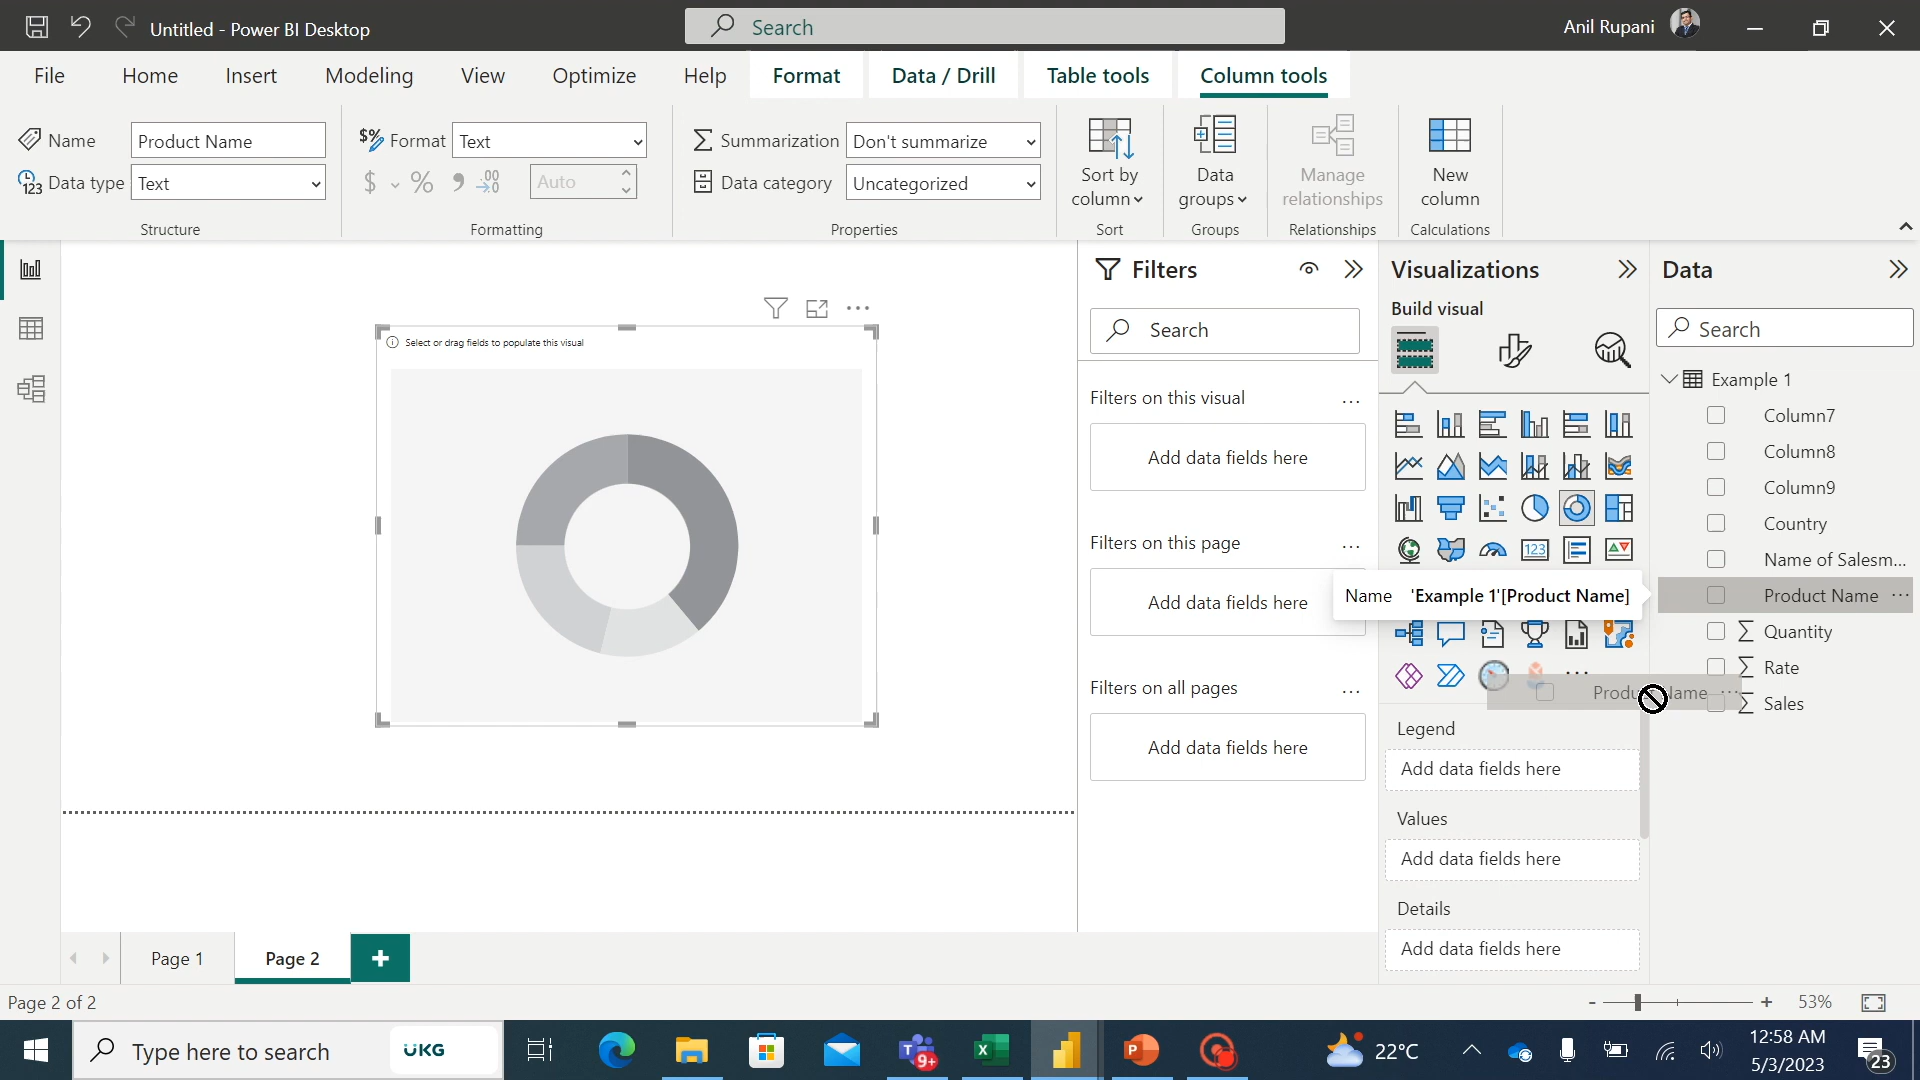 Untitled - Power BI Desktop
Search
Anil Rupani
File Home Insert Modeling View Optimize Help Format Data / Drill Table tools Column tools
Name Product Name
Data type Text
Structure
Format Text
$ % Auto
Formatting
Summarization Don't summarize
Data category Uncategorized
Properties
Sort by
column
Sort
Data
groups
Groups
Manage
relationships
Relationships
New
column
Calculations
Select or drag fields to populate this visual
Filters
Search
Filters on this visual
Add data fields here
Filters on this page
Add data fields here
Filters on all pages
Add data fields here
Visualizations
Build visual
123
Name 'Example 1'[Product Name]
Legend
Add data fields here
Values
Add data fields here
Details
Add data fields here
Data
Search
Example 1
Column7
Column8
Column9
Country
Name of Salesm...
Product Name
Quantity
Rate
Sales
Page 1
Page 2
Page 2 of 2
- + 53%
Type here to search
UKG
9+
22°C
12:58 AM
5/3/2023
23